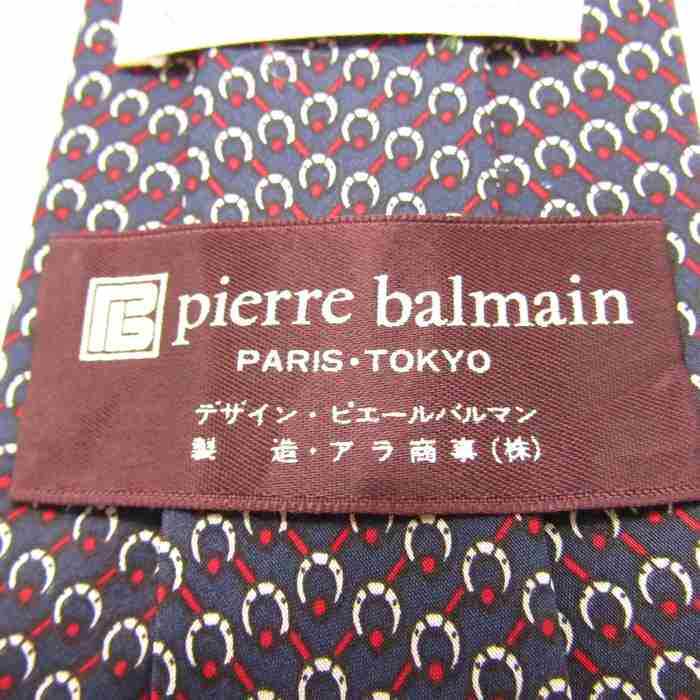 PB pierre balmain
PARIS・TOKYO
デザイン・ピエールバルマン
製　造・アラ商事(株)